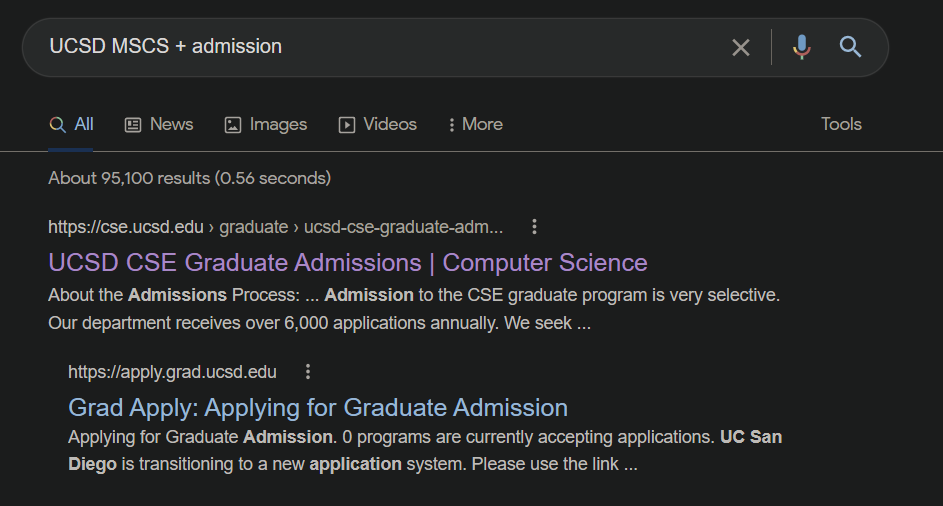 UCSD MSCS + admission
All News Images Videos More Tools
About 95,100 results (0.56 seconds)
https://cse.ucsd.edu › graduate › ucsd-cse-graduate-adm...
UCSD CSE Graduate Admissions | Computer Science
About the Admissions Process: ... Admission to the CSE graduate program is very selective.
Our department receives over 6,000 applications annually. We seek ...
https://apply.grad.ucsd.edu
Grad Apply: Applying for Graduate Admission
Applying for Graduate Admission. 0 programs are currently accepting applications. UC San
Diego is transitioning to a new application system. Please use the link ...